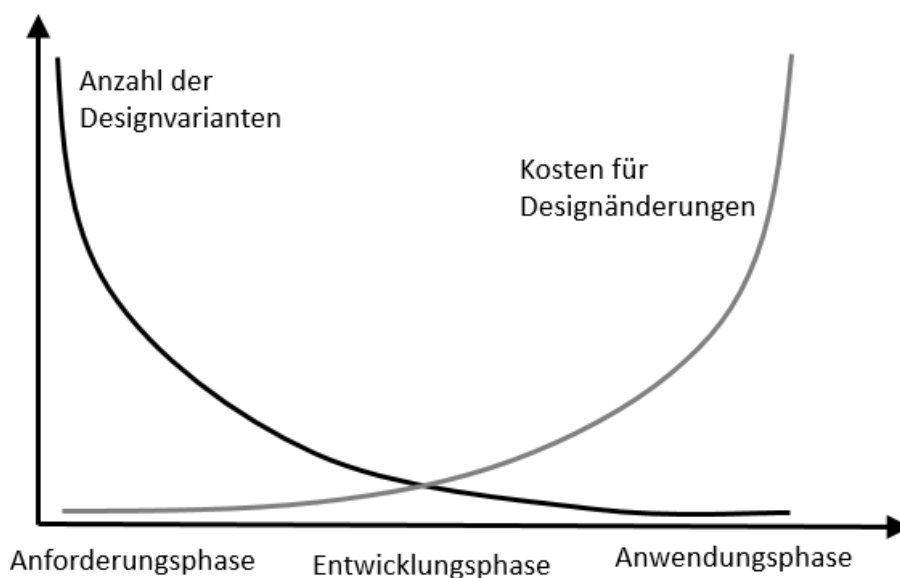 Anzahl der
Designvarianten
Kosten für
Designänderungen
Anforderungsphase
Entwicklungsphase
Anwendungsphase